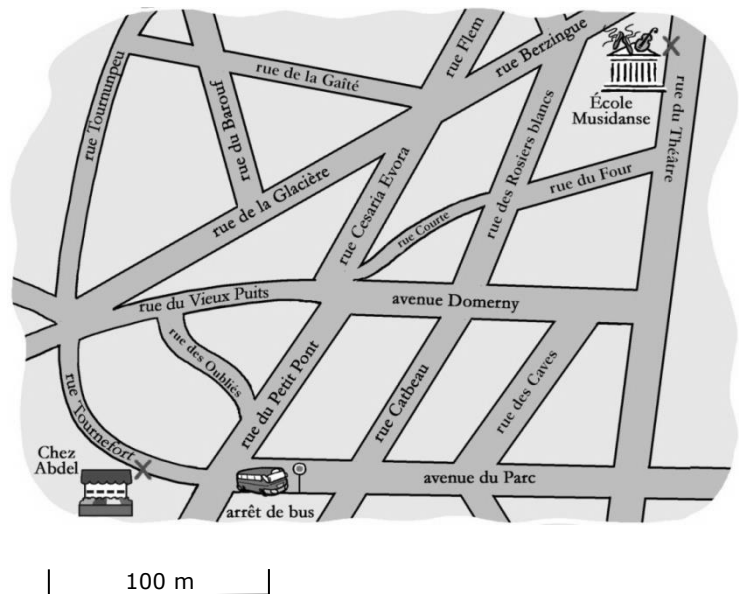 rue Tournunpeu
rue du Barouf
rue de la Gaîté
rue Flem
rue Berzingue
École
Musidanse
rue du Théâtre
rue de la Glacière
rue Cesaria Evora
rue des Rosiers blancs
rue du Four
rue Courte
rue du Vieux Puits
avenue Domerny
rue des Oubliés
rue du Petit Pont
rue Catbeau
rue des Caves
rue Tournefort
Chez
Abdel
arrêt de bus
avenue du Parc
100 m